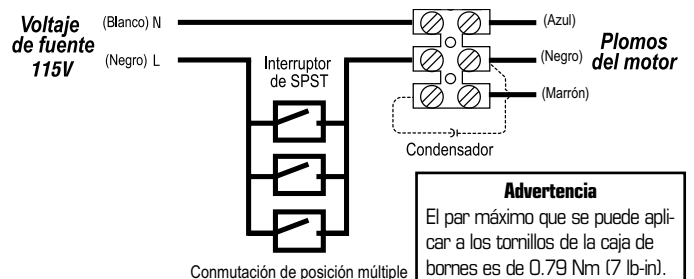 Voltaje
de fuente
115V
(Blanco) N
(Negro) L
Interruptor
de SPST
(Azul)
(Negro)
(Marrón)
Plomos
del motor
Condensador
Conmutación de posición múltiple
Advertencia
El par máximo que se puede apli-
car a los tornillos de la caja de
bornes es de 0.79 Nm (7 lb-in).